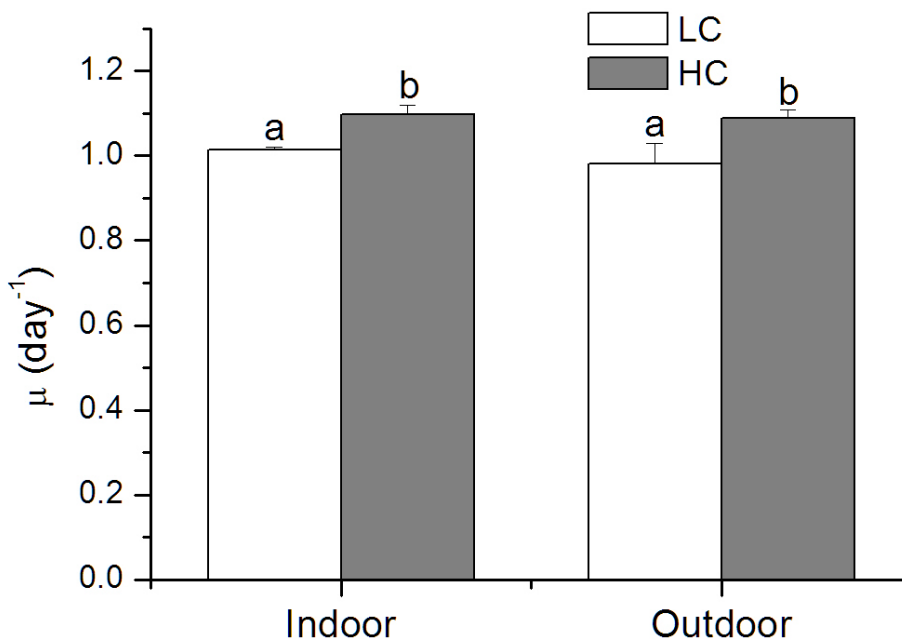 LC
HC
1.2
1.0
0.8
0.6
0.4
0.2
0.0
μ (day⁻¹)
a
b
a
b
Indoor
Outdoor